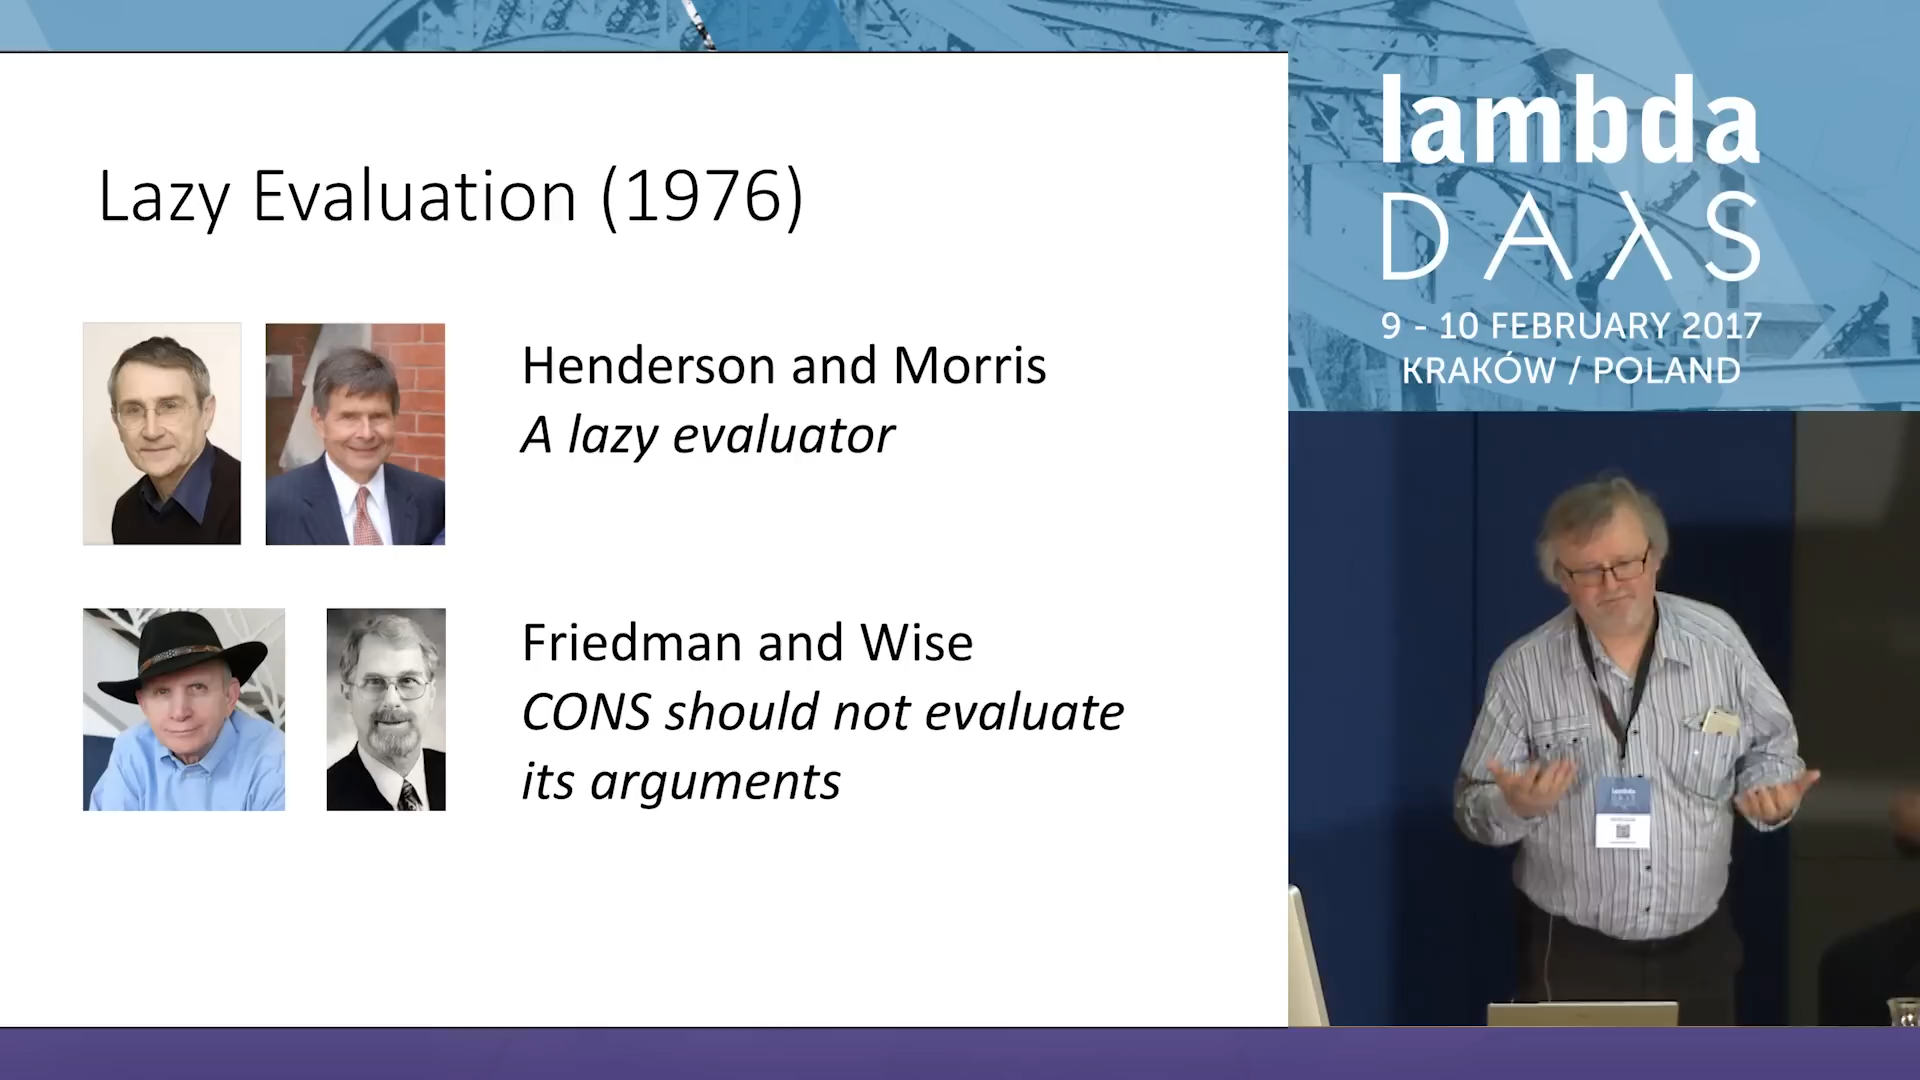 Lazy Evaluation (1976)
Henderson and Morris
A lazy evaluator
Friedman and Wise
CONS should not evaluate
its arguments
lambda
DAλS
9 - 10 FEBRUARY 2017
KRAKÓW / POLAND
lambda